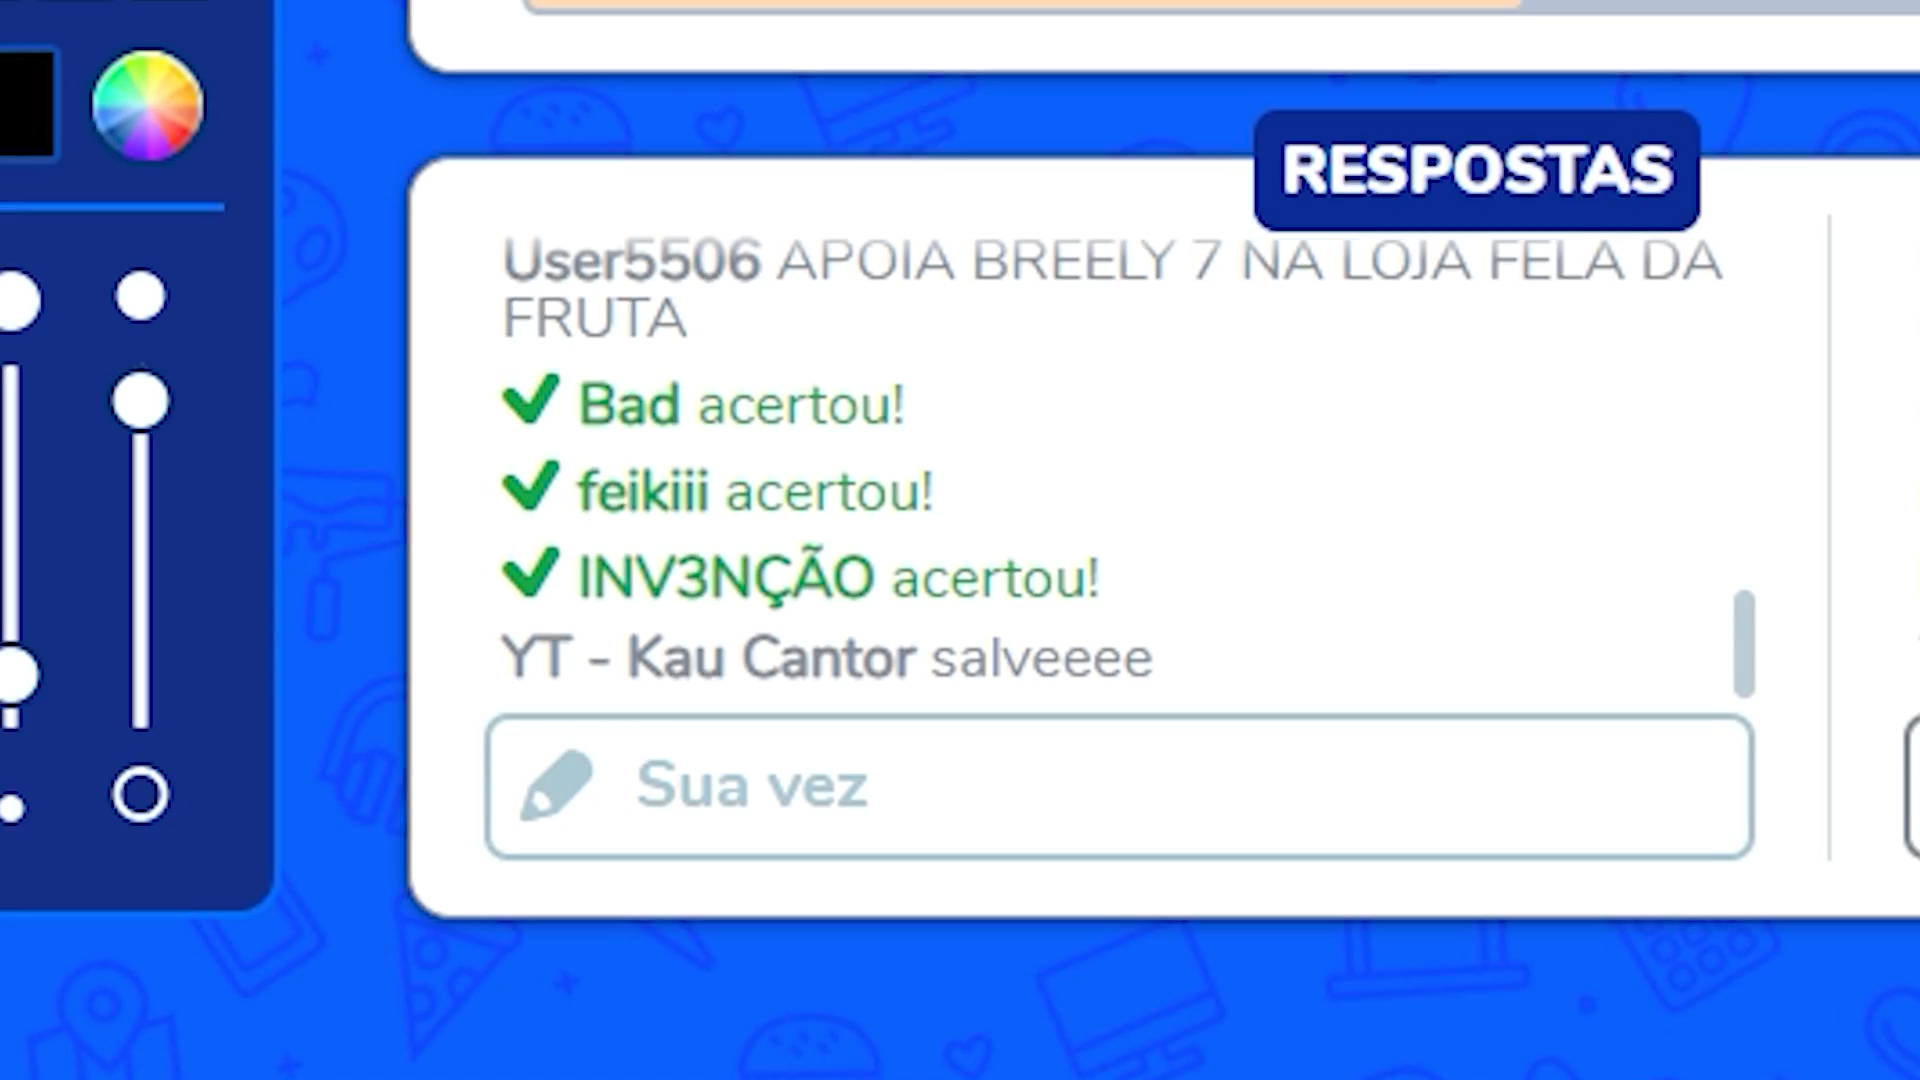 RESPOSTAS
User5506 APOIA BREELY 7 NA LOJA FELA DA
FRUTA
Bad acertou!
feikiii acertou!
INV3NÇÃO acertou!
YT - Kau Cantor salveeee
Sua vez